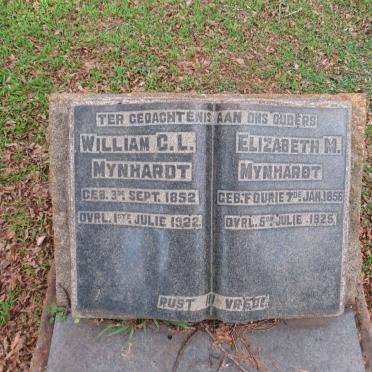 TER GEDACHTENIS AAN ONS OUDERS
WILLIAM C.L.
MYNHARDT
GEB. 3DE SEPT. 1852
OVRL. 1STE JULIE 1922.
ELIZABETH M.
MYNHARDT
GEB. FOURIE 7DE JAN. 1856
OVRL. 5DE JULIE 1925.
RUST IN VREDE